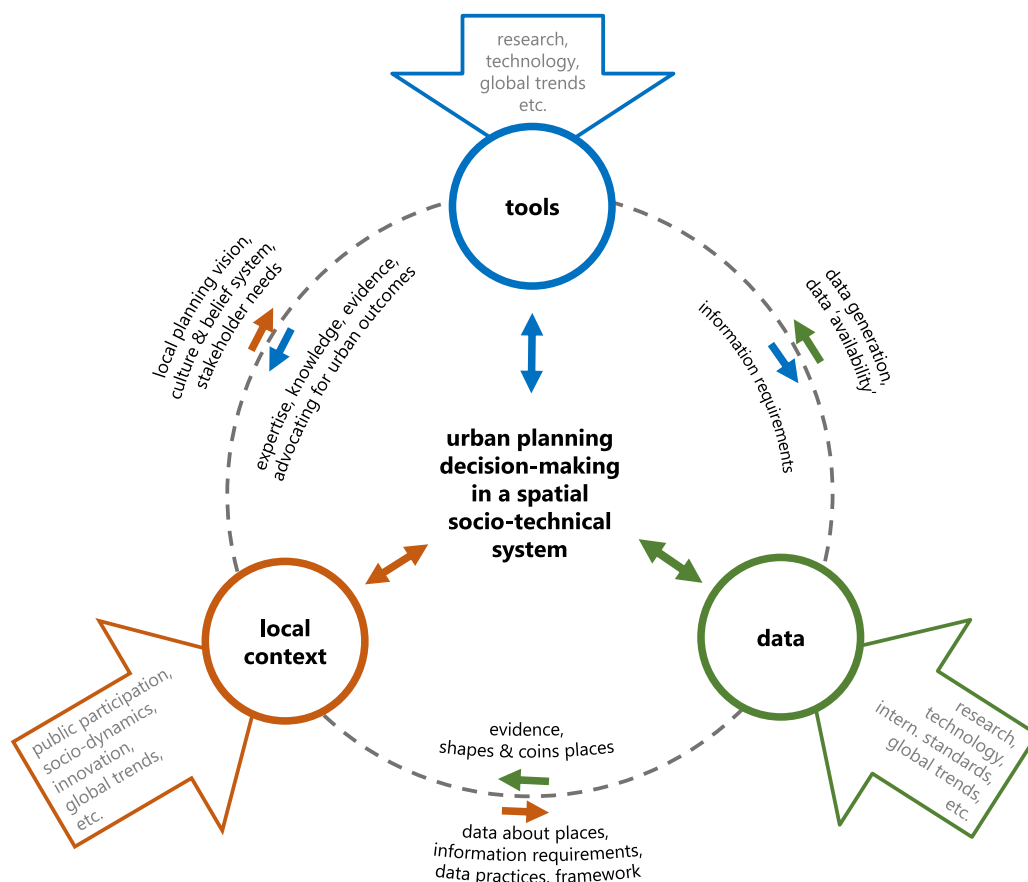 research,
technology,
global trends
etc.
tools
local planning vision,
culture & belief system,
stakeholder needs
expertise, knowledge, evidence,
advocating for urban outcomes
data generation,
data 'availability'
information requirements
urban planning
decision-making
in a spatial
socio-technical
system
local
context
data
public participation,
socio-dynamics,
innovation,
global trends,
etc.
research,
technology,
intern. standards,
global trends,
etc.
evidence,
shapes & coins places
data about places,
information requirements,
data practices, framework